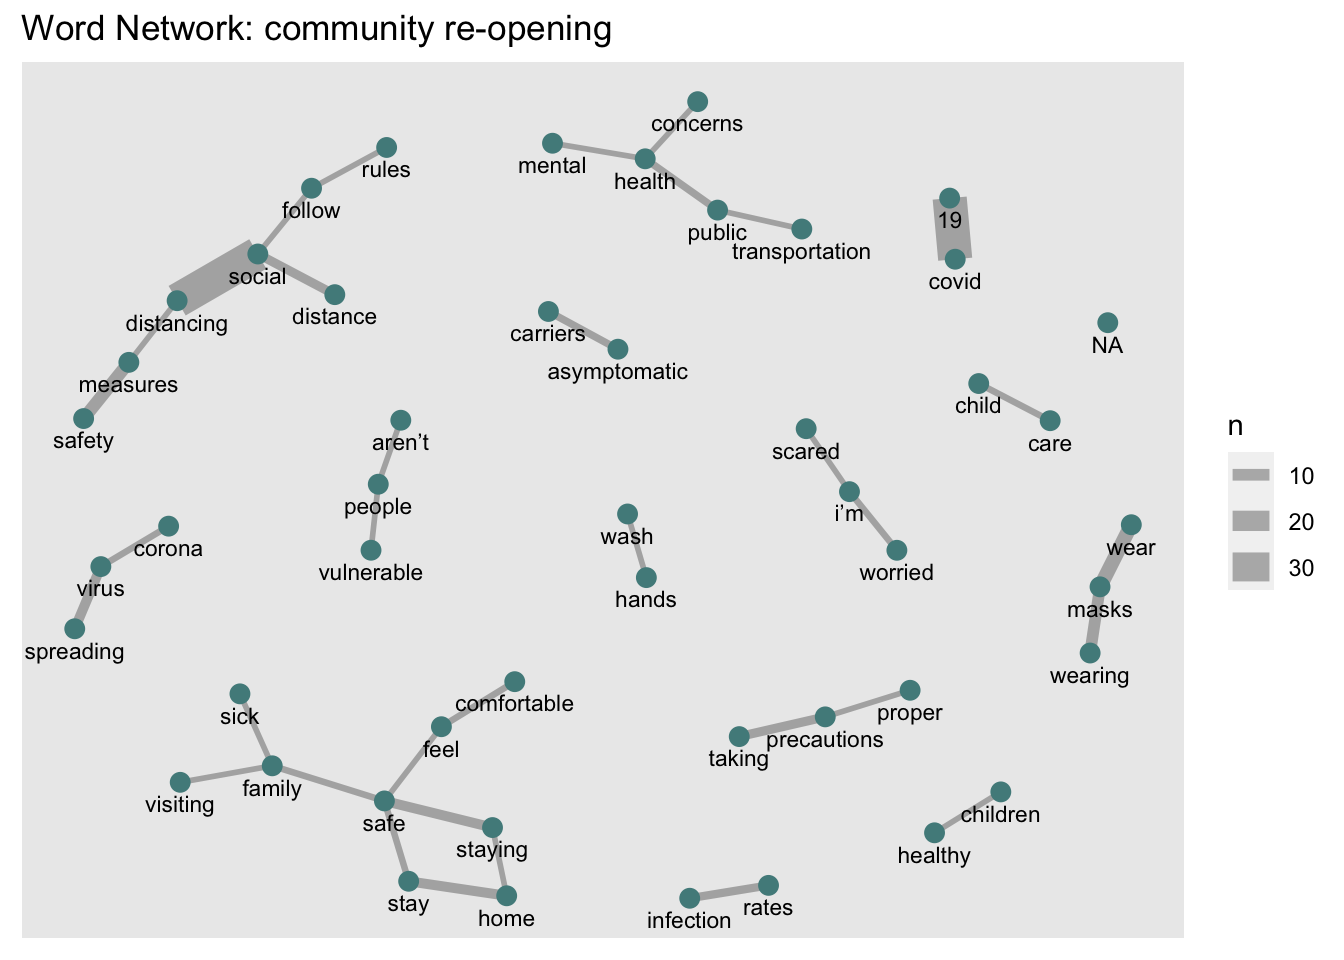 Word Network: community re-opening
concerns
rules
mental
health
follow
public
19
transportation
social
covid
distance
distancing
carriers
NA
asymptomatic
measures
child
safety
aren’t
care
scared
n
10
people
i’m
20
wash
corona
wear
30
virus
vulnerable
worried
hands
masks
spreading
wearing
comfortable
sick
proper
feel
precautions
taking
family
visiting
safe
children
staying
healthy
stay
rates
home
infection